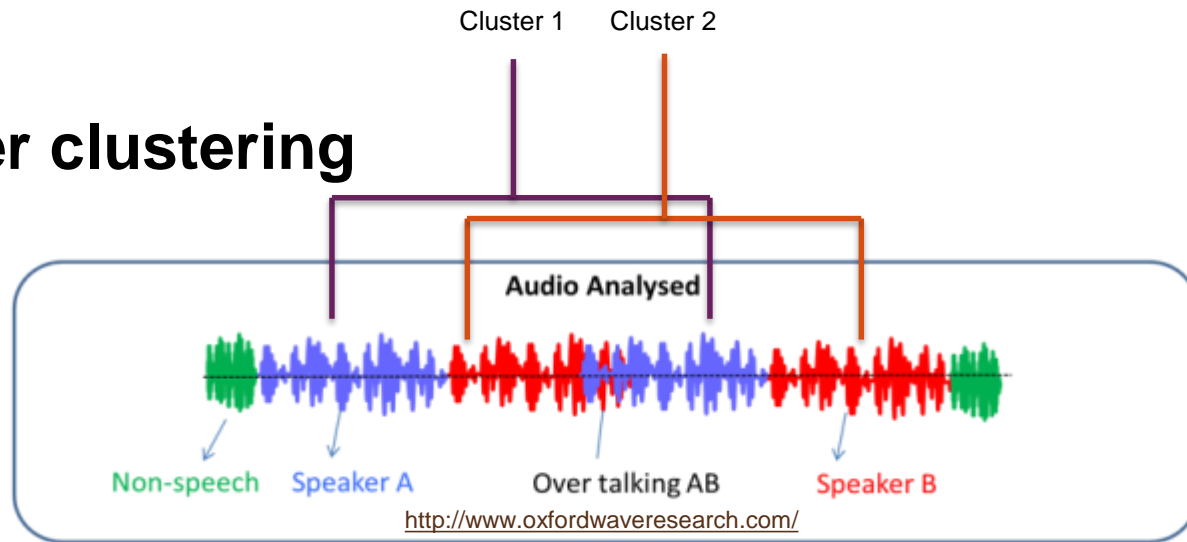 Cluster 1 Cluster 2
er clustering
Audio Analysed
Non-speech Speaker A Over talking AB Speaker B
http://www.oxfordwaveresearch.com/